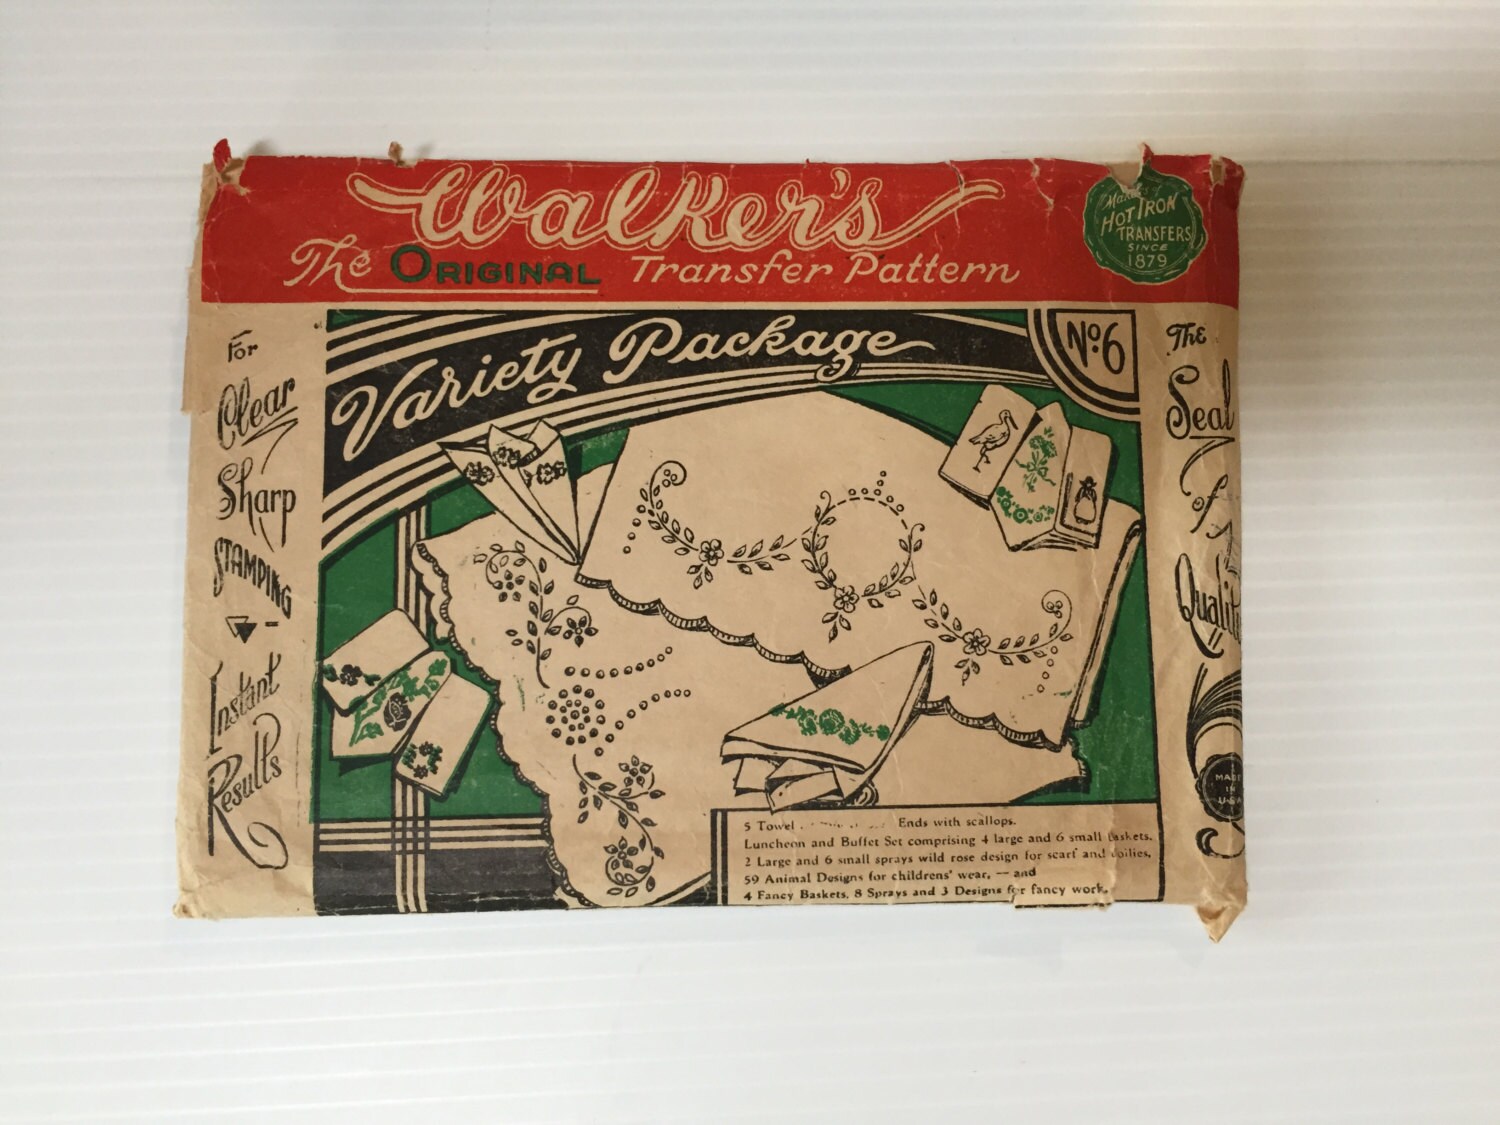 Walker's
The ORIGINAL Transfer Pattern
Makers of
HOT IRON
TRANSFERS
SINCE
1879
For
Clear
Sharp
STAMPING
Instant
Results
Variety Package
No. 6
The
Seal
of
Quality
MADE
IN
U.S.A
5 Towel Ends with scallops.
Luncheon and Buffet Set comprising 4 large and 6 small baskets.
2 Large and 6 small sprays wild rose design for scarf and doilies,
59 Animal Designs for childrens' wear, — and
4 Fancy Baskets, 8 Sprays and 3 Designs for fancy work.